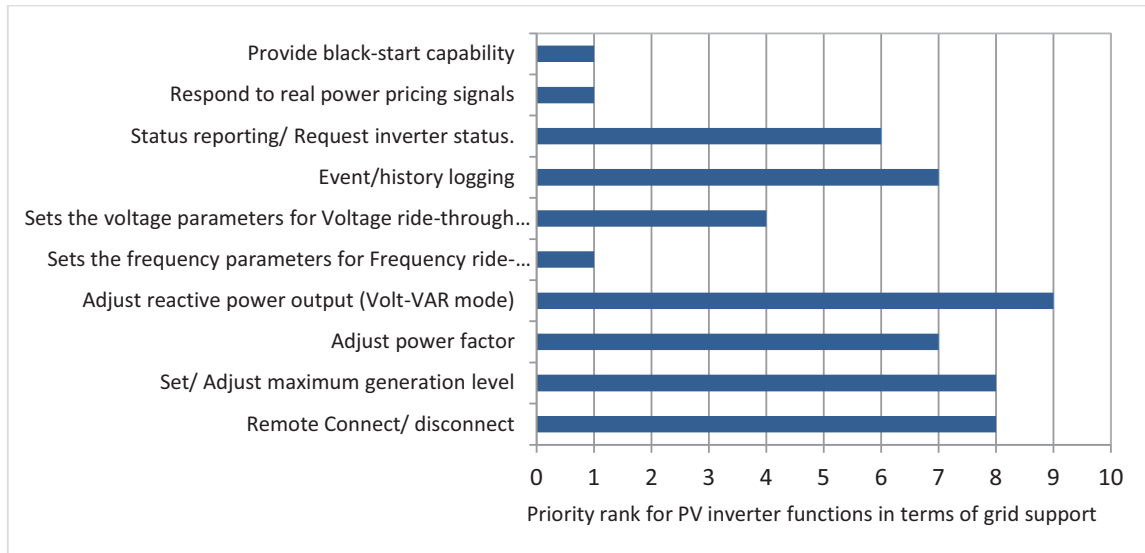 Provide black-start capability
Respond to real power pricing signals
Status reporting/ Request inverter status.
Event/history logging
Sets the voltage parameters for Voltage ride-through...
Sets the frequency parameters for Frequency ride-...
Adjust reactive power output (Volt-VAR mode)
Adjust power factor
Set/ Adjust maximum generation level
Remote Connect/ disconnect
0 1 2 3 4 5 6 7 8 9 10
Priority rank for PV inverter functions in terms of grid support